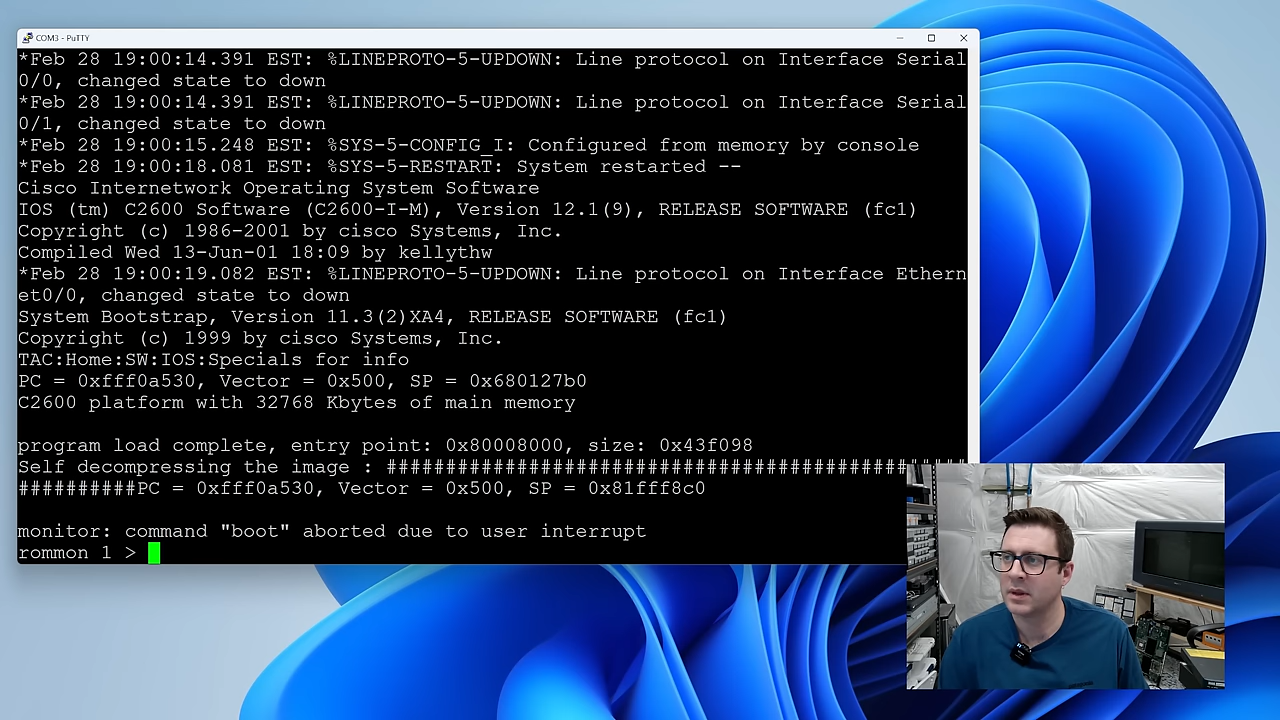 COM3 - PuTTY
*Feb 28 19:00:14.391 EST: %LINEPROTO-5-UPDOWN: Line protocol on Interface Serial
0/0, changed state to down
*Feb 28 19:00:14.391 EST: %LINEPROTO-5-UPDOWN: Line protocol on Interface Serial
0/1, changed state to down
*Feb 28 19:00:15.248 EST: %SYS-5-CONFIG_I: Configured from memory by console
*Feb 28 19:00:18.081 EST: %SYS-5-RESTART: System restarted --
Cisco Internetwork Operating System Software
IOS (tm) C2600 Software (C2600-I-M), Version 12.1(9), RELEASE SOFTWARE (fc1)
Copyright (c) 1986-2001 by cisco Systems, Inc.
Compiled Wed 13-Jun-01 18:09 by kellythw
*Feb 28 19:00:19.082 EST: %LINEPROTO-5-UPDOWN: Line protocol on Interface Ethern
et0/0, changed state to down
System Bootstrap, Version 11.3(2)XA4, RELEASE SOFTWARE (fc1)
Copyright (c) 1999 by cisco Systems, Inc.
TAC:Home:SW:IOS:Specials for info
PC = 0xfff0a530, Vector = 0x500, SP = 0x680127b0
C2600 platform with 32768 Kbytes of main memory
program load complete, entry point: 0x80008000, size: 0x43f098
Self decompressing the image : #################################################
##########PC = 0xfff0a530, Vector = 0x500, SP = 0x81fff8c0
monitor: command "boot" aborted due to user interrupt
rommon 1 >